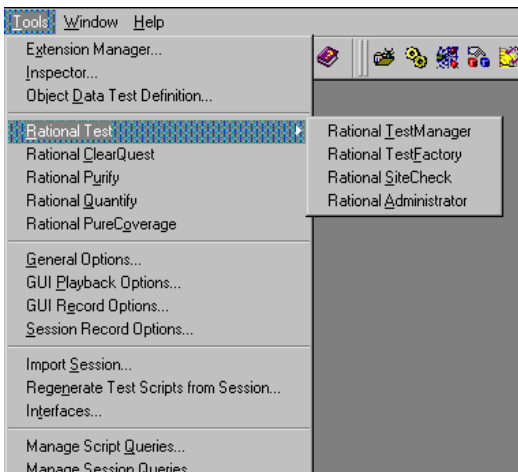 Tools Window Help
Extension Manager...
Inspector...
Object Data Test Definition...
Rational Test
Rational ClearQuest
Rational Purify
Rational Quantify
Rational PureCoverage
Rational TestManager
Rational TestFactory
Rational SiteCheck
Rational Administrator
General Options...
GUI Playback Options...
GUI Record Options...
Session Record Options...
Import Session...
Regenerate Test Scripts from Session...
Interfaces...
Manage Script Queries...
Manage Session Queries